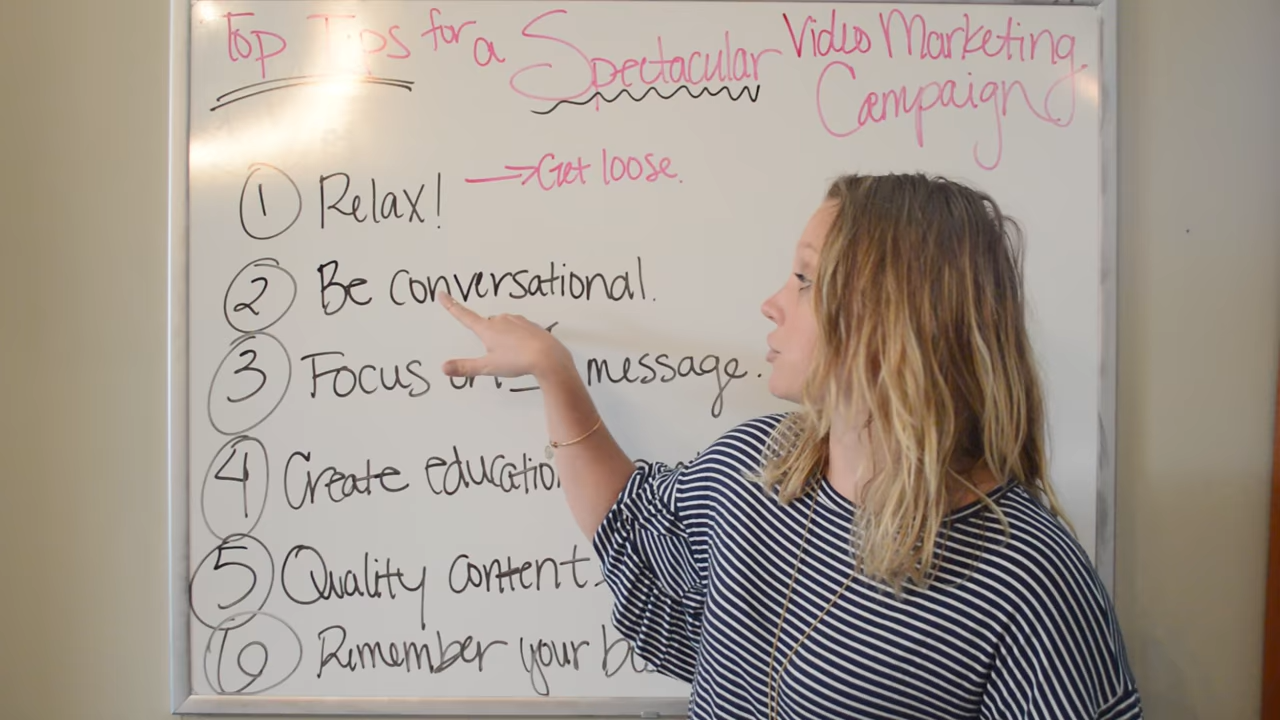 Top Tips for a Spectacular Video Marketing
Campaign
1 Relax! → Get loose.
2 Be conversational.
3 Focus on message.
4 Create
5 Quality content
6 Remember your